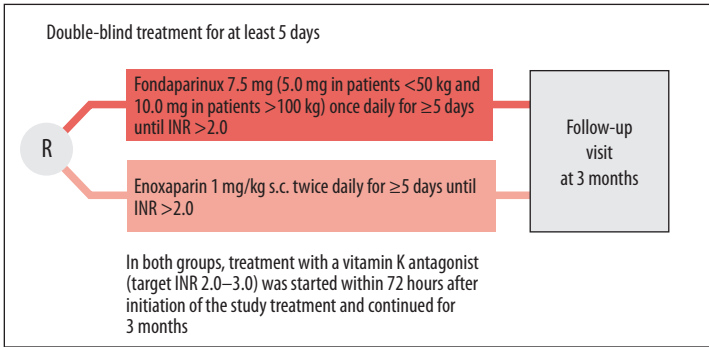 Double-blind treatment for at least 5 days
Fondaparinux 7.5 mg (5.0 mg in patients <50 kg and
10.0 mg in patients >100 kg) once daily for ≥5 days
until INR >2.0
R
Enoxaparin 1 mg/kg s.c. twice daily for ≥5 days until
INR >2.0
Follow-up
visit
at 3 months
In both groups, treatment with a vitamin K antagonist
(target INR 2.0–3.0) was started within 72 hours after
initiation of the study treatment and continued for
3 months